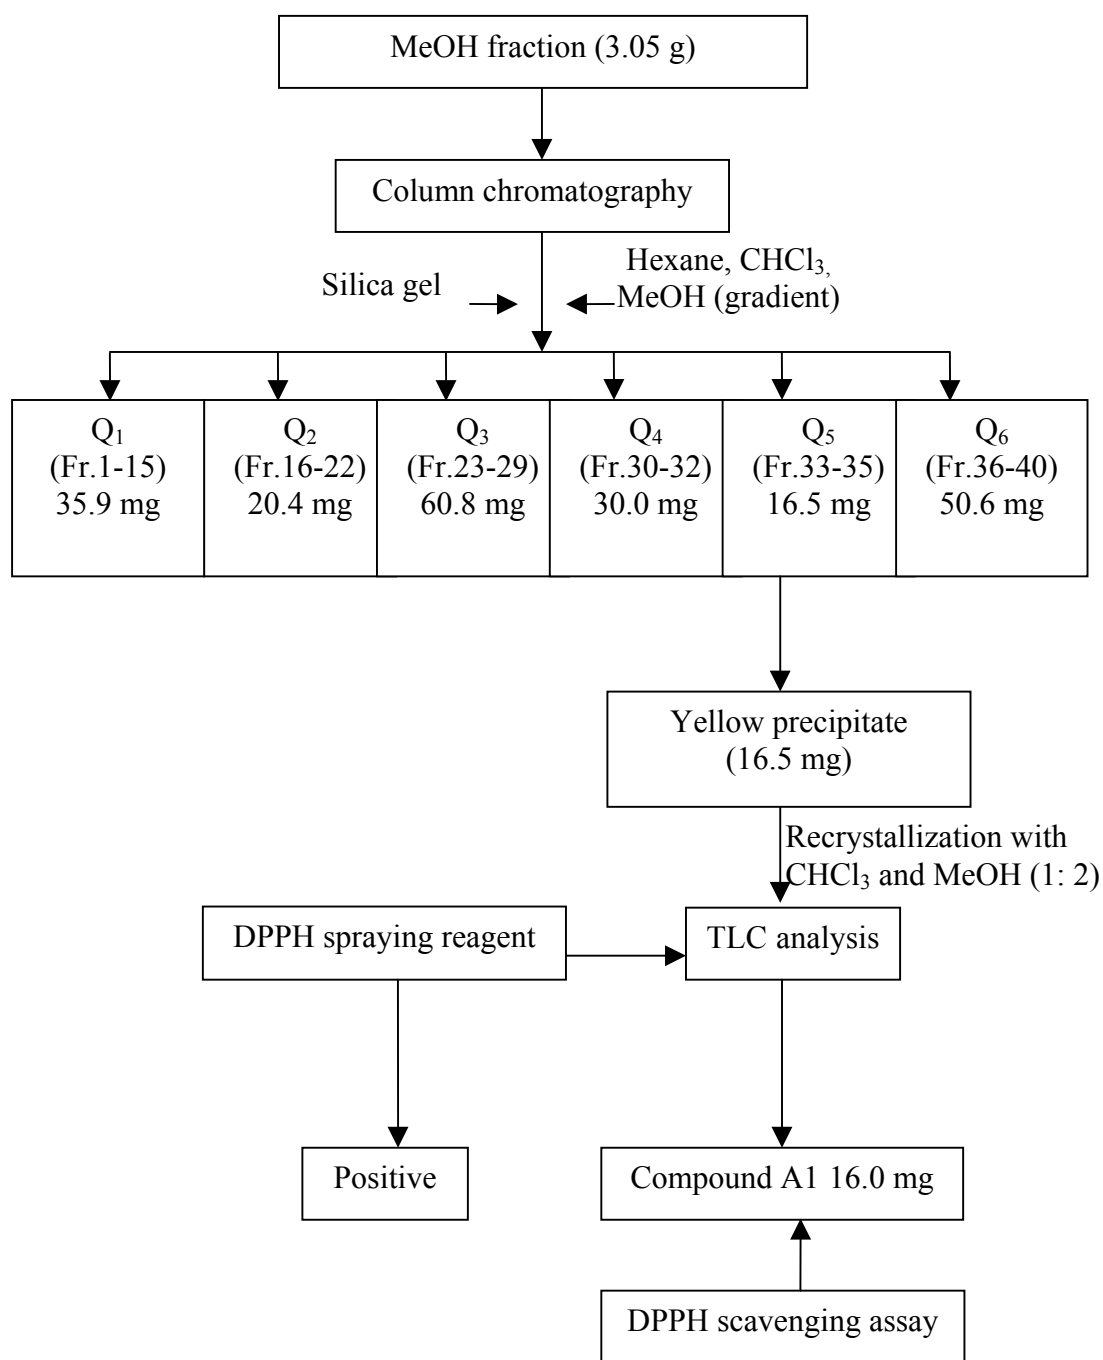 MeOH fraction (3.05 g)
Column chromatography
Silica gel
Hexane, CHCl₃,
MeOH (gradient)
Q₁
(Fr.1-15)
35.9 mg
Q₂
(Fr.16-22)
20.4 mg
Q₃
(Fr.23-29)
60.8 mg
Q₄
(Fr.30-32)
30.0 mg
Q₅
(Fr.33-35)
16.5 mg
Q₆
(Fr.36-40)
50.6 mg
Yellow precipitate
(16.5 mg)
Recrystallization with
CHCl₃ and MeOH (1: 2)
DPPH spraying reagent
TLC analysis
Positive
Compound A1 16.0 mg
DPPH scavenging assay